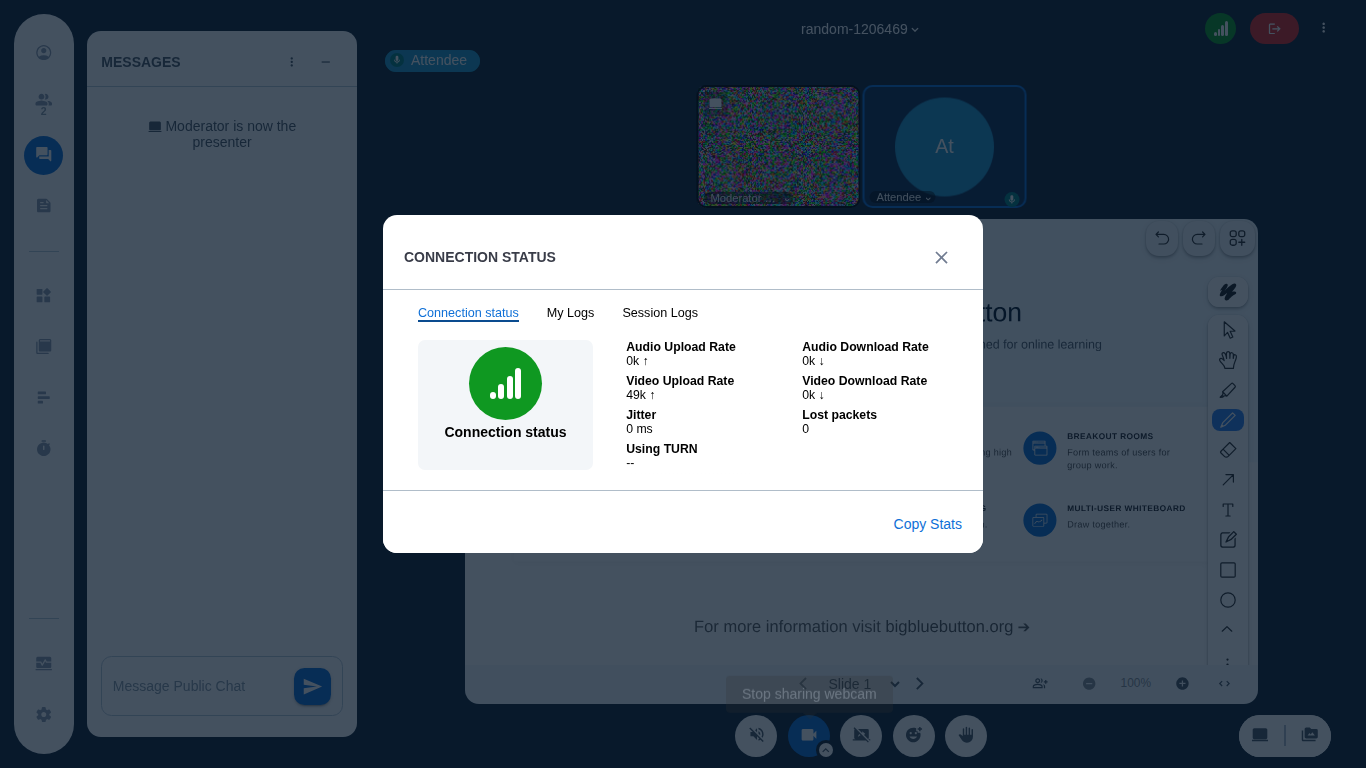 random-1206469
MESSAGES
Attendee
2
Moderator is now the
presenter
At
Moderator ...
Attendee
CONNECTION STATUS
Connection status
My Logs
Session Logs
Audio Upload Rate
0k ↑
Audio Download Rate
0k ↓
Video Upload Rate
49k ↑
Video Download Rate
0k ↓
Jitter
0 ms
Lost packets
0
Using TURN
--
Connection status
Copy Stats
BREAKOUT ROOMS
Form teams of users for
group work.
MULTI-USER WHITEBOARD
Draw together.
for online learning
high
For more information visit bigbluebutton.org →
Message Public Chat
Slide 1
100%
Stop sharing webcam